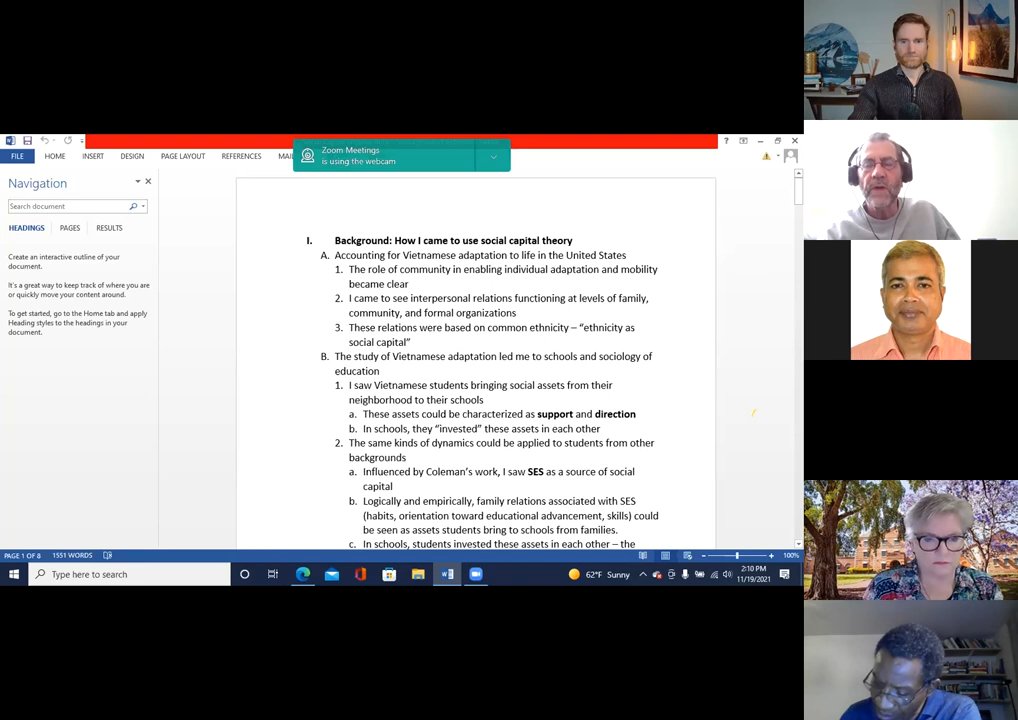 Zoom Meetings
is using the webcam
FILE HOME INSERT DESIGN PAGE LAYOUT REFERENCES MAI
Navigation
Search document
HEADINGS PAGES RESULTS
Create an interactive outline of your
document.
It's a great way to keep track of where you are
or quickly move your content around.
To get started, go to the Home tab and apply
Heading styles to the headings in your
document.
I. Background: How I came to use social capital theory
A. Accounting for Vietnamese adaptation to life in the United States
1. The role of community in enabling individual adaptation and mobility
became clear
2. I came to see interpersonal relations functioning at levels of family,
community, and formal organizations
3. These relations were based on common ethnicity – “ethnicity as
social capital”
B. The study of Vietnamese adaptation led me to schools and sociology of
education
1. I saw Vietnamese students bringing social assets from their
neighborhood to their schools
a. These assets could be characterized as support and direction
b. In schools, they “invested” these assets in each other
2. The same kinds of dynamics could be applied to students from other
backgrounds
a. Influenced by Coleman’s work, I saw SES as a source of social
capital
b. Logically and empirically, family relations associated with SES
(habits, orientation toward educational advancement, skills) could
be seen as assets students bring to schools from families.
c. In schools, students invested these assets in each other – the
PAGE 1 OF 8 1551 WORDS 100%
Type here to search 62°F Sunny 2:10 PM
11/19/2021